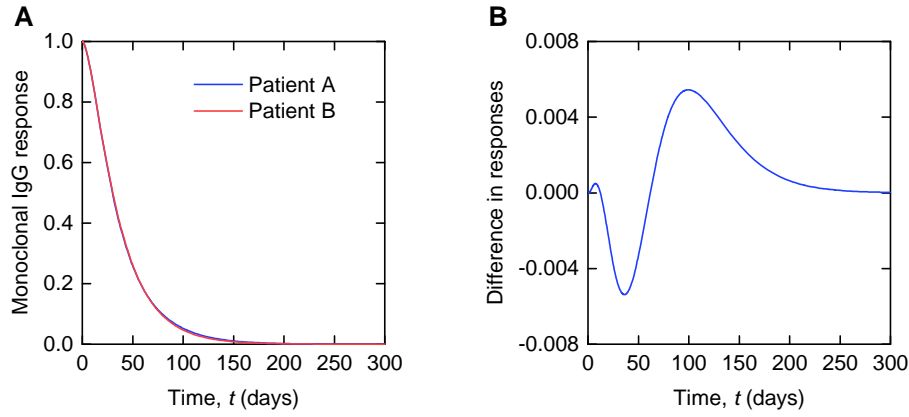 A
Monoclonal IgG response
1.0
0.8
0.6
0.4
0.2
0.0
0 50 100 150 200 250 300
Time, t (days)
Patient A
Patient B
B
Difference in responses
0.008
0.004
0.000
-0.004
-0.008
0 50 100 150 200 250 300
Time, t (days)